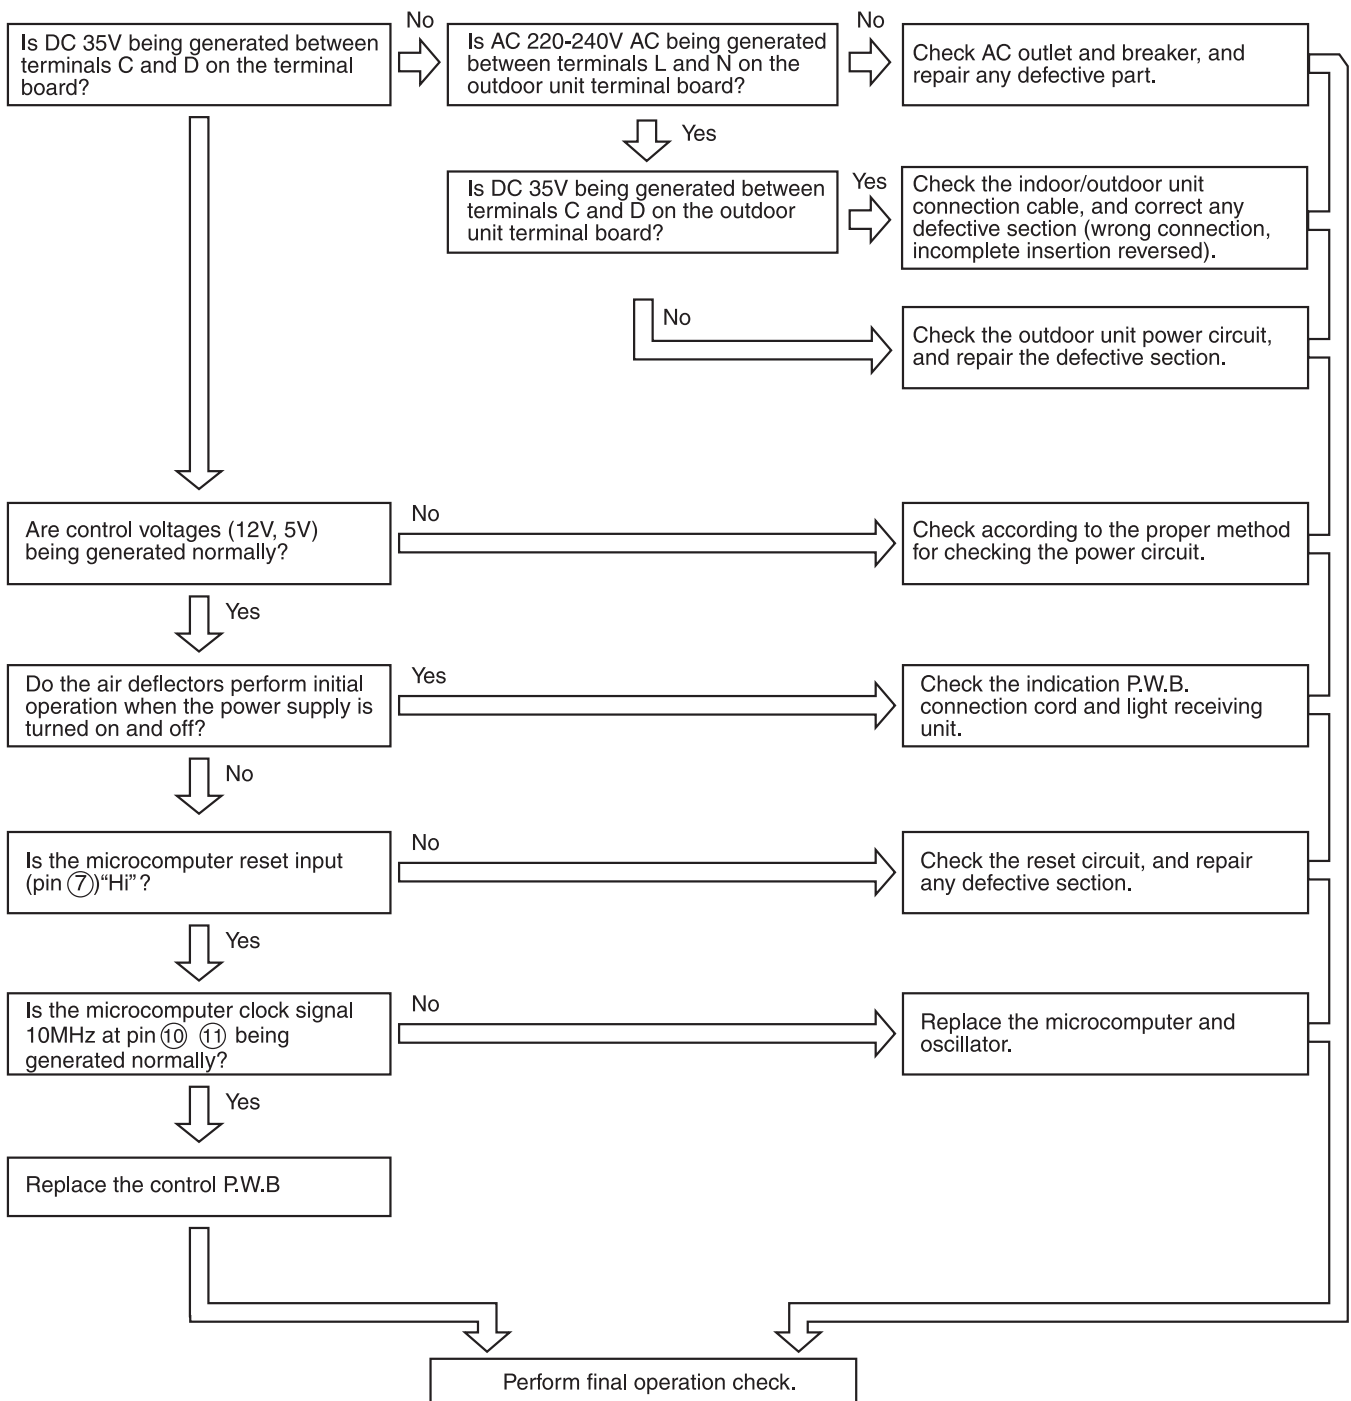 No
No
Is DC 35V being generated between
terminals C and D on the terminal
board?
Is AC 220-240V AC being generated
between terminals L and N on the
outdoor unit terminal board?
Check AC outlet and breaker, and
repair any defective part.
Yes
Is DC 35V being generated between
terminals C and D on the outdoor
unit terminal board?
Yes
Check the indoor/outdoor unit
connection cable, and correct any
defective section (wrong connection,
incomplete insertion reversed).
No
Check the outdoor unit power circuit,
and repair the defective section.
Are control voltages (12V, 5V)
being generated normally?
No
Check according to the proper method
for checking the power circuit.
Yes
Do the air deflectors perform initial
operation when the power supply is
turned on and off?
Yes
Check the indication P.W.B.
connection cord and light receiving
unit.
No
Is the microcomputer reset input
(pin ⑦)“Hi”?
No
Check the reset circuit, and repair
any defective section.
Yes
Is the microcomputer clock signal
10MHz at pin ⑩ ⑪ being
generated normally?
No
Replace the microcomputer and
oscillator.
Yes
Replace the control P.W.B
Perform final operation check.